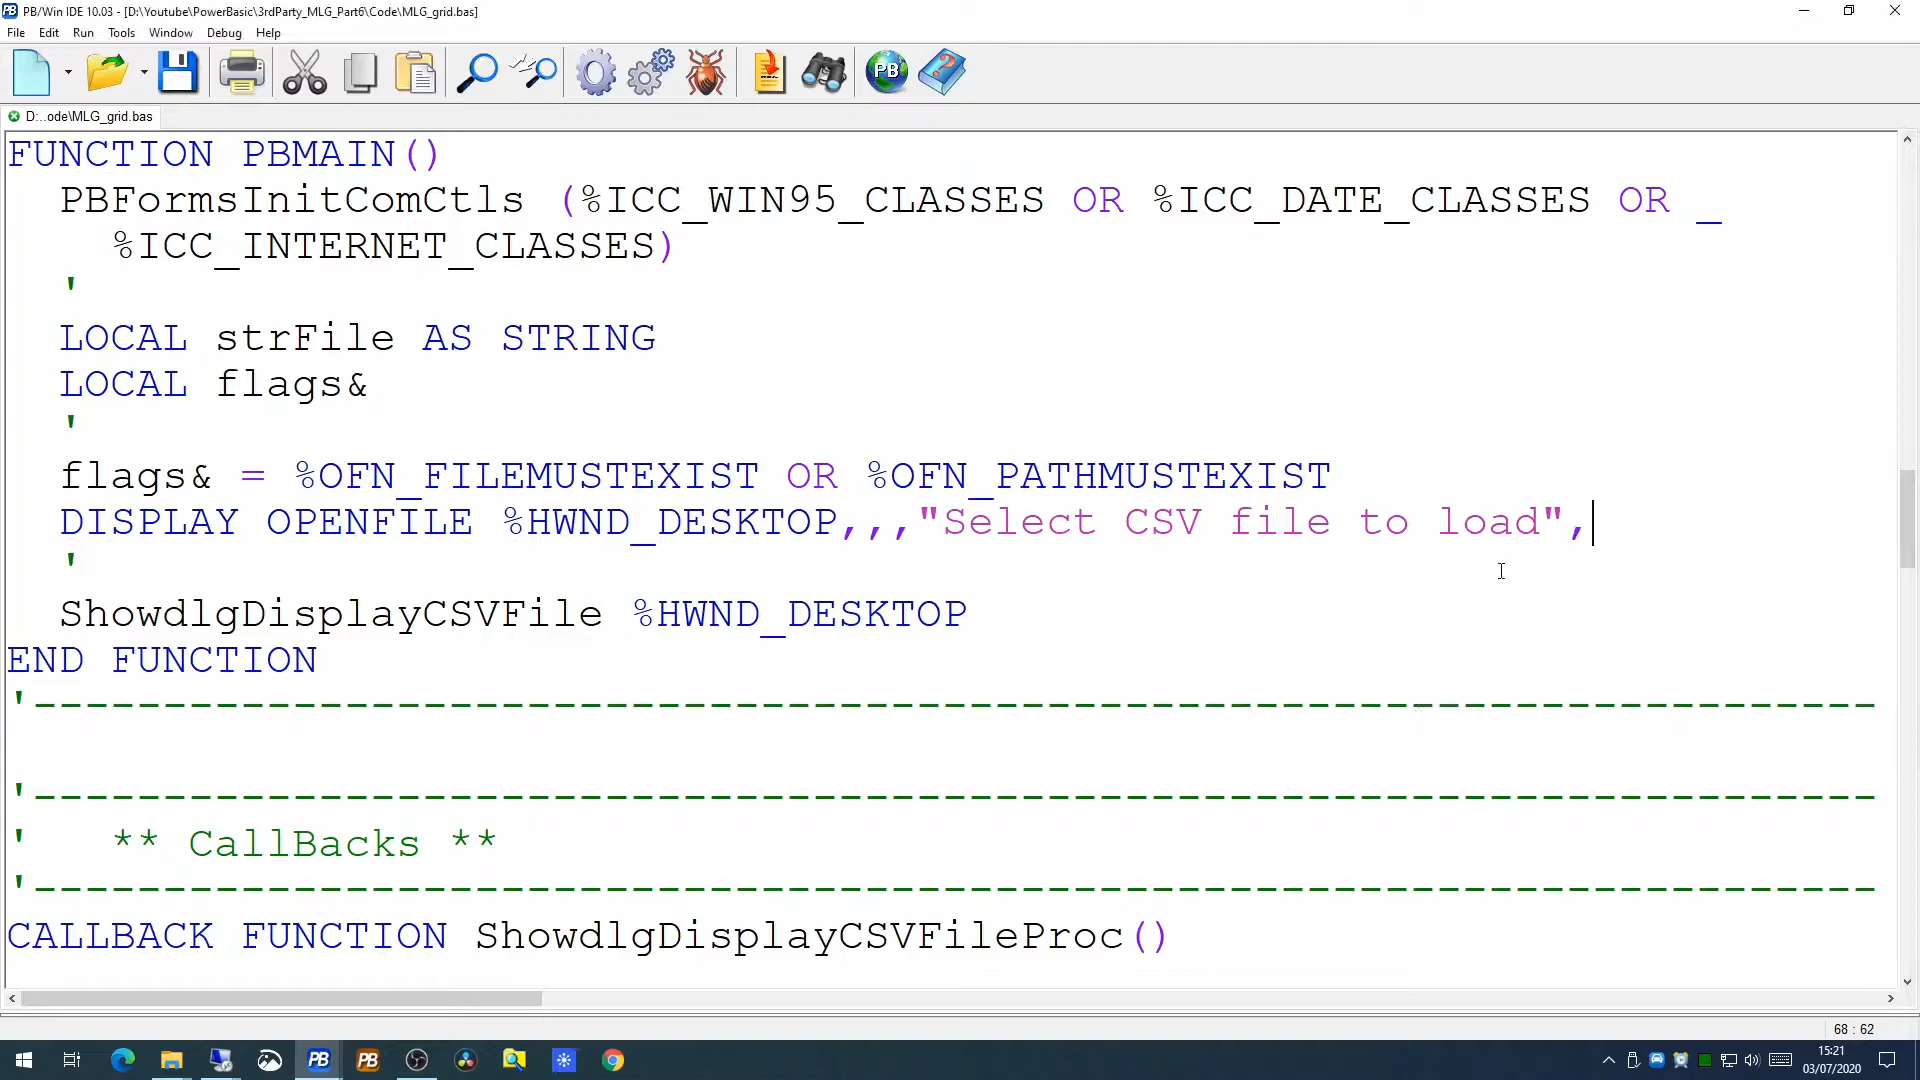 PB/Win IDE 10.03 - [D:\Youtube\PowerBasic\3rdParty_MLG_Part6\Code\MLG_grid.bas]
File Edit Run Tools Window Debug Help
PB
D:..ode\MLG_grid.bas
FUNCTION PBMAIN()
PBFormsInitComCtls (%ICC_WIN95_CLASSES OR %ICC_DATE_CLASSES OR _
%ICC_INTERNET_CLASSES)
'
LOCAL strFile AS STRING
LOCAL flags&
'
flags& = %OFN_FILEMUSTEXIST OR %OFN_PATHMUSTEXIST
DISPLAY OPENFILE %HWND_DESKTOP,,,"Select CSV file to load",
'
ShowdlgDisplayCSVFile %HWND_DESKTOP
END FUNCTION
'------------------------------------------------------------------------
'------------------------------------------------------------------------
' ** CallBacks **
'------------------------------------------------------------------------
CALLBACK FUNCTION ShowdlgDisplayCSVFileProc()
68 : 62
PB PB
15:21
03/07/2020